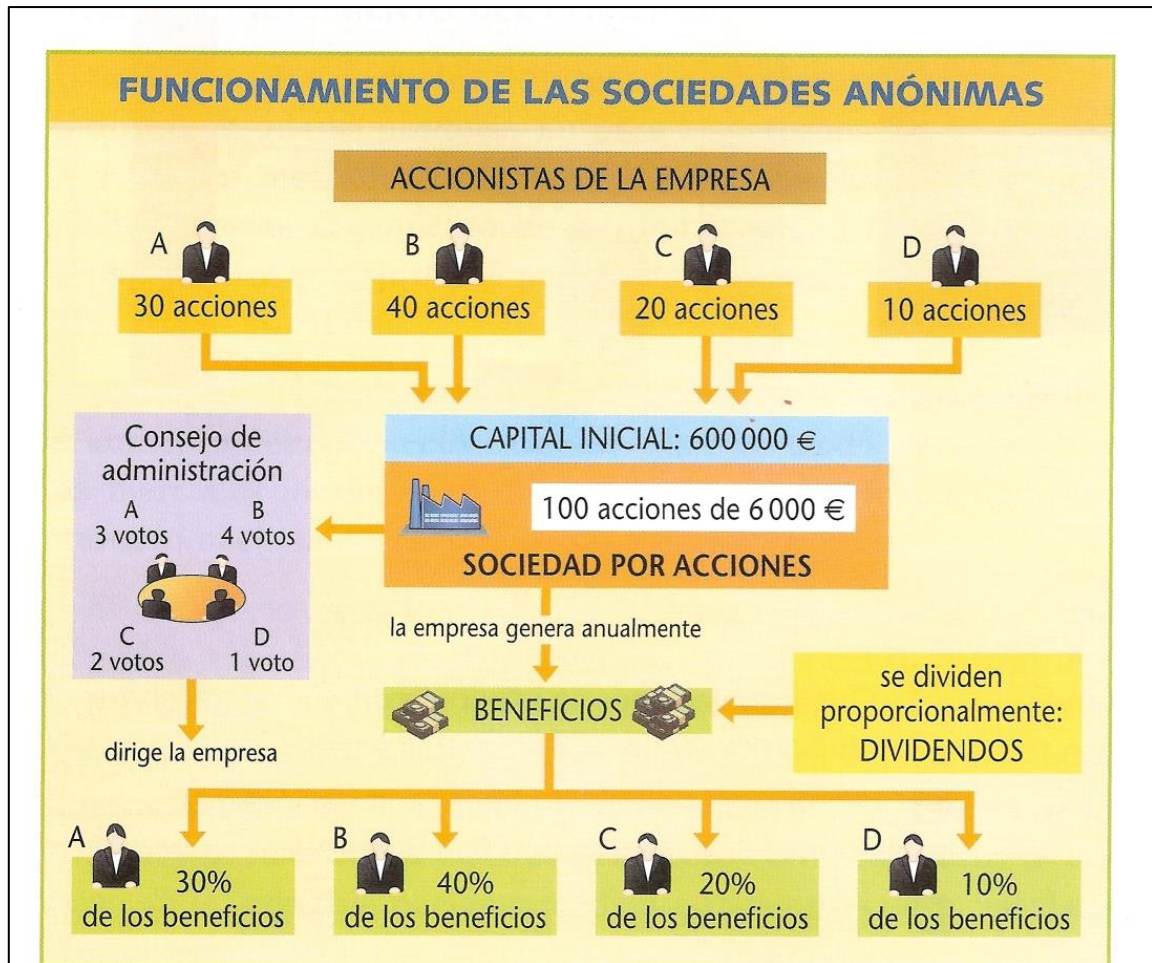 FUNCIONAMIENTO DE LAS SOCIEDADES ANÓNIMAS
ACCIONISTAS DE LA EMPRESA
A
30 acciones
B
40 acciones
C
20 acciones
D
10 acciones
CAPITAL INICIAL: 600 000 €
100 acciones de 6 000 €
SOCIEDAD POR ACCIONES
Consejo de
administración
A
3 votos
B
4 votos
C
2 votos
D
1 voto
dirige la empresa
la empresa genera anualmente
BENEFICIOS
se dividen
proporcionalmente:
DIVIDENDOS
A
30%
de los beneficios
B
40%
de los beneficios
C
20%
de los beneficios
D
10%
de los beneficios